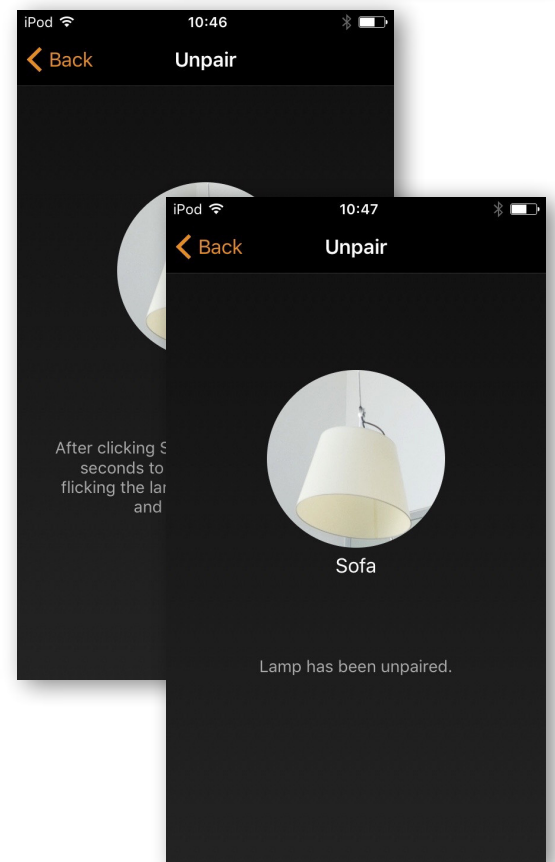 iPod 10:46
Back Unpair
After clicking
seconds to
flicking the
and
iPod 10:47
Back Unpair
Sofa
Lamp has been unpaired.